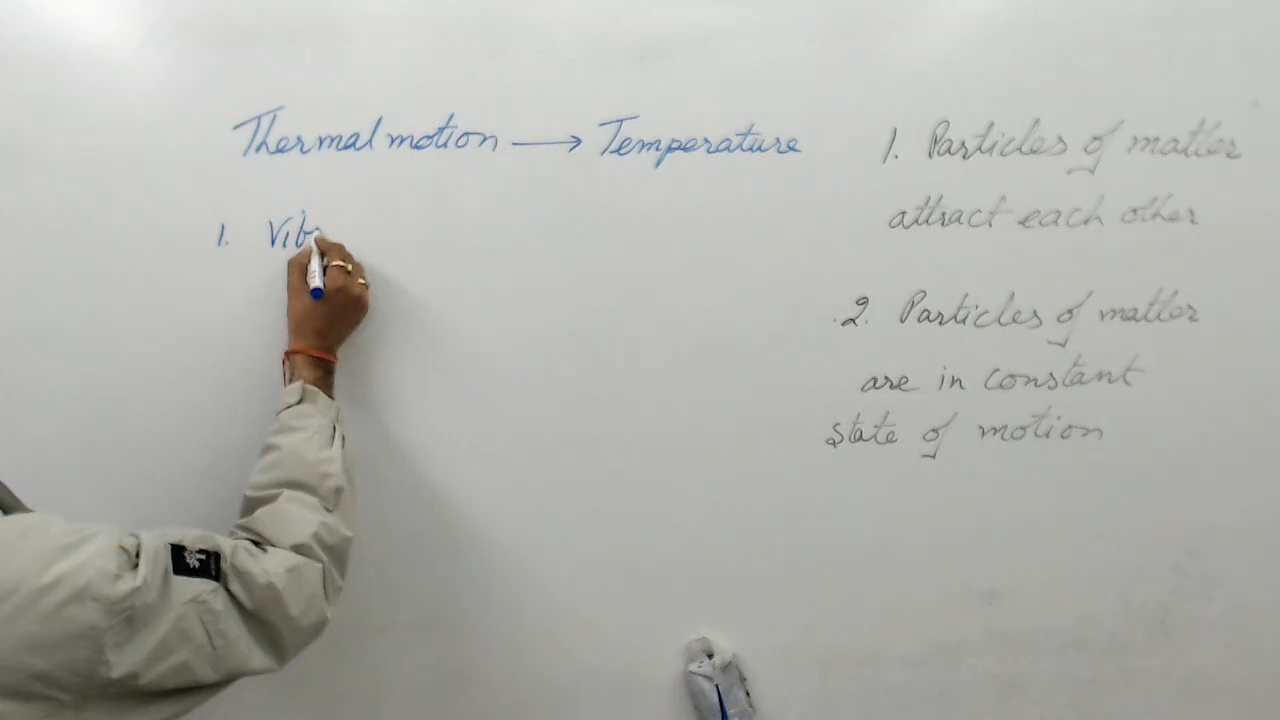 Thermal motion → Temperature
1. Vib
1. Particles of matter
attract each other
2. Particles of matter
are in constant
state of motion